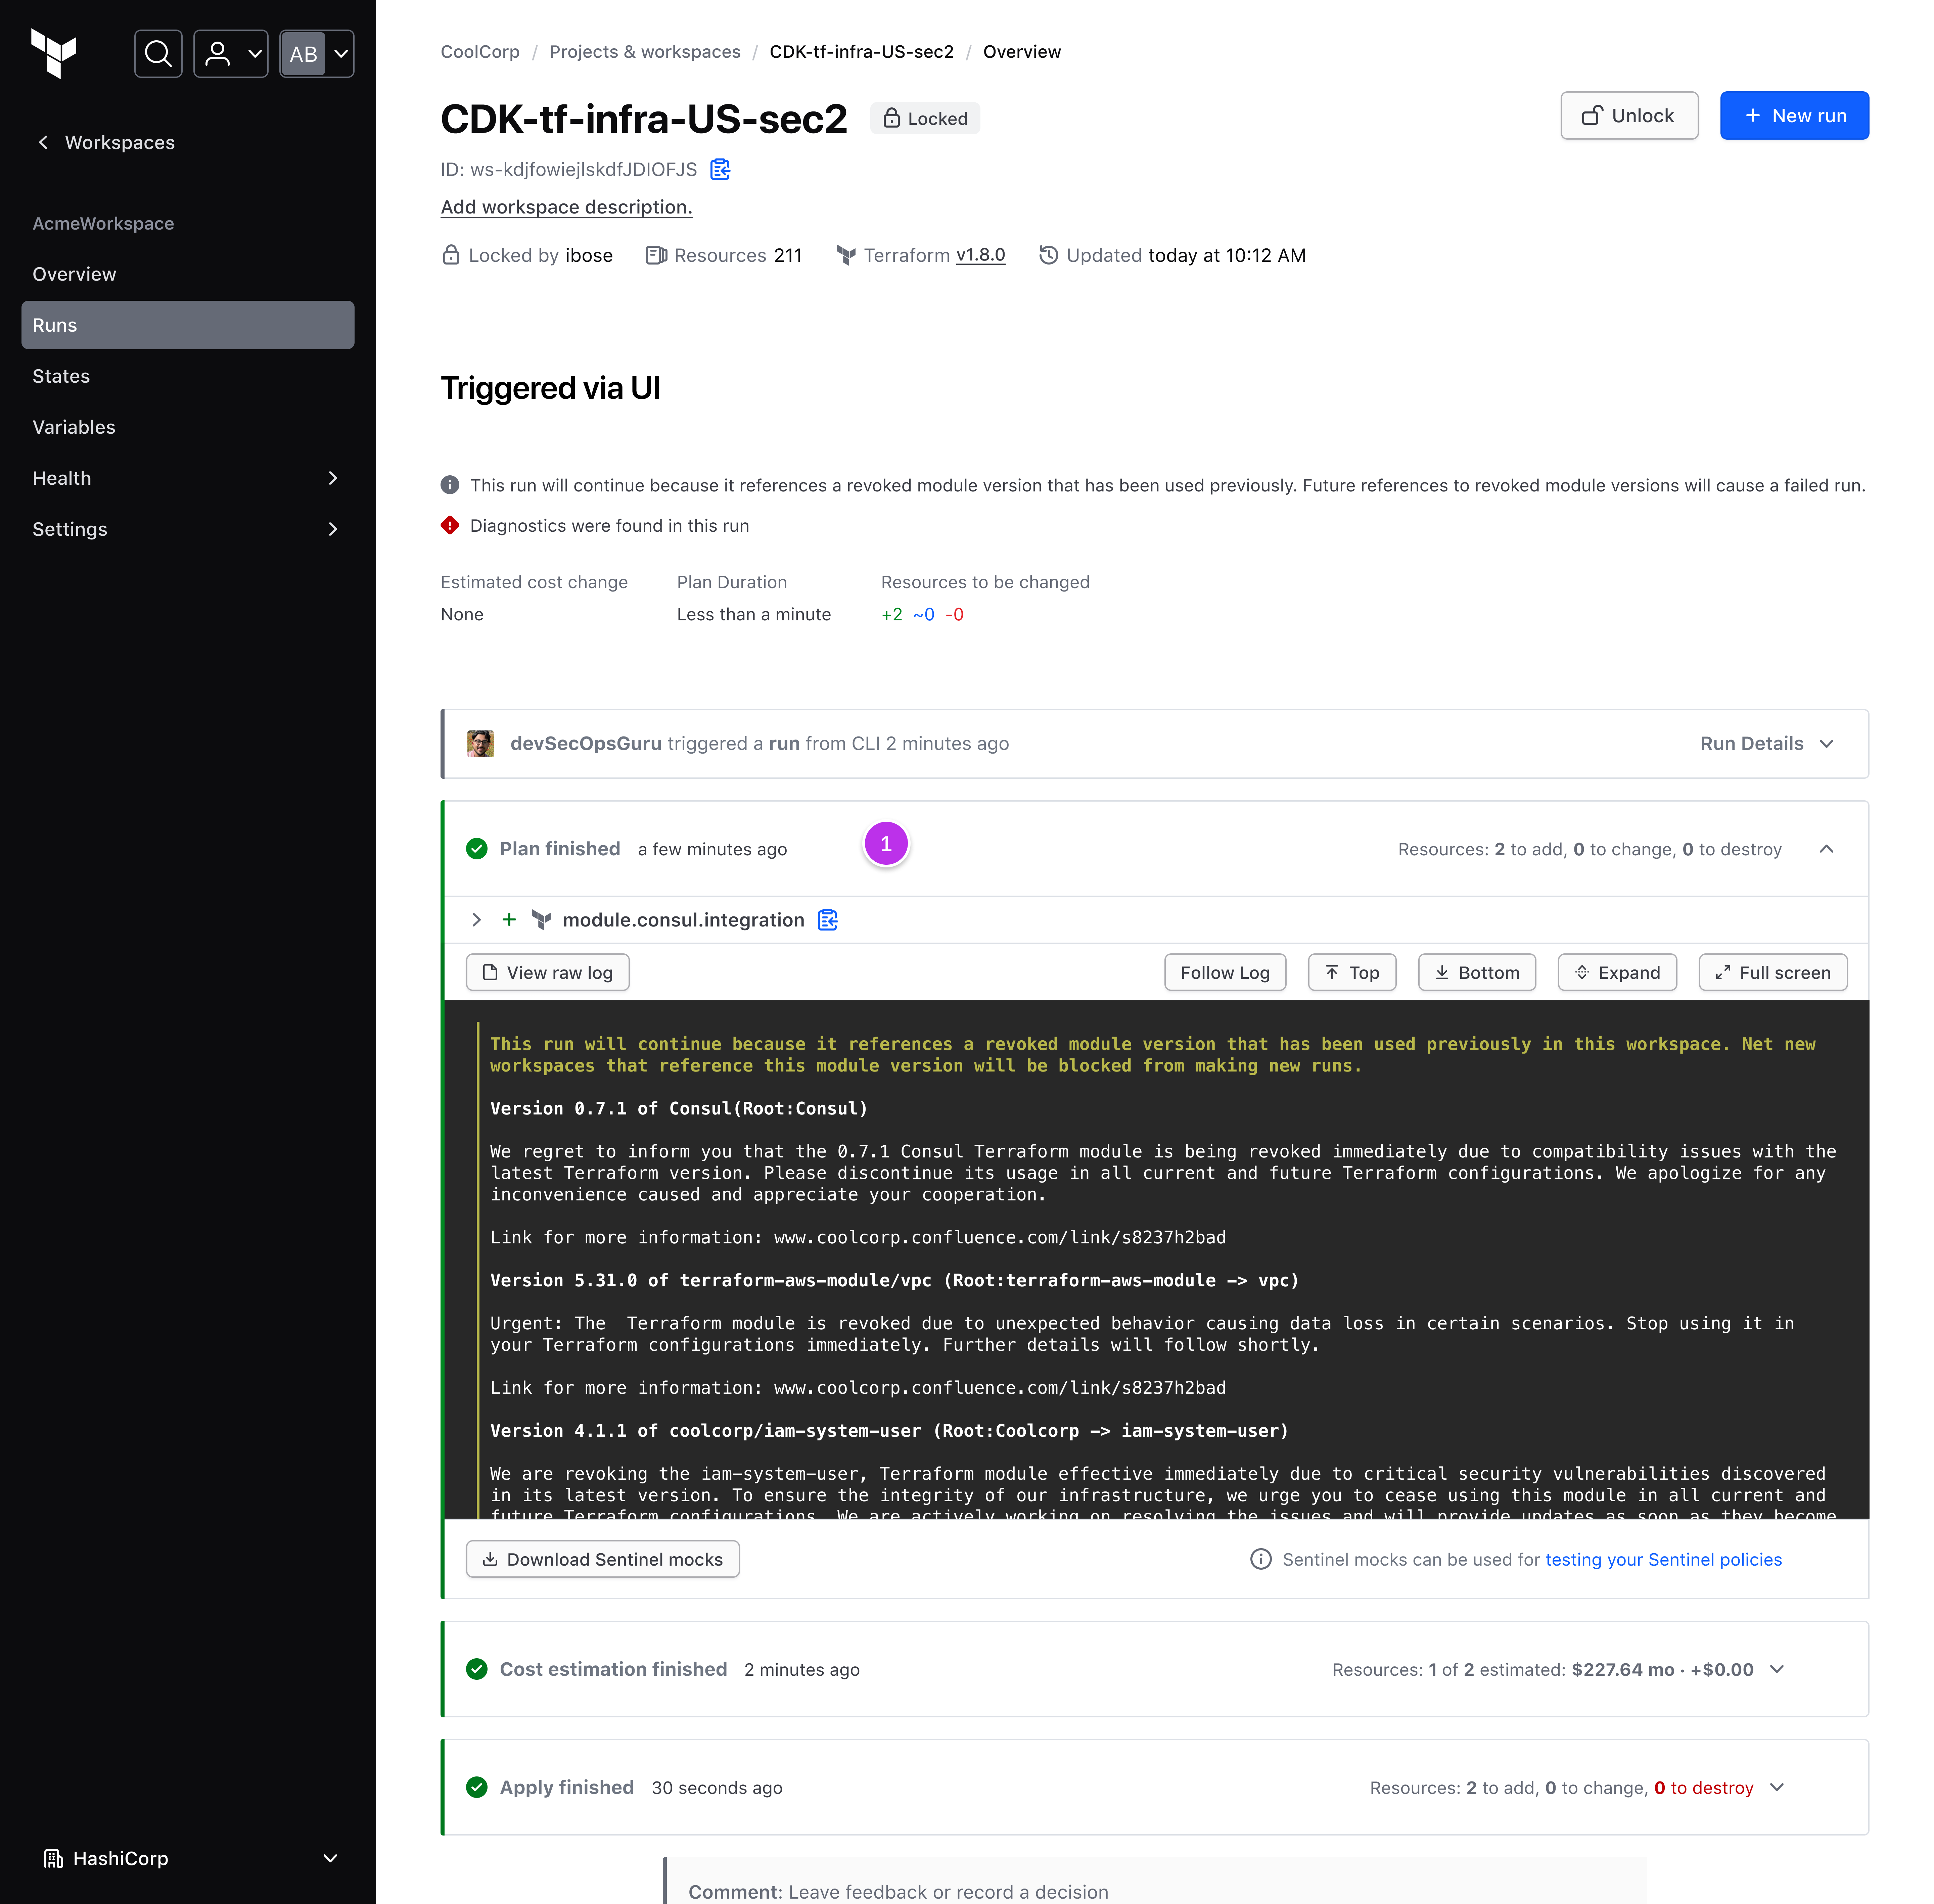 AB
Workspaces
AcmeWorkspace
Overview
Runs
States
Variables
Health
Settings
HashiCorp
CoolCorp / Projects & workspaces / CDK-tf-infra-US-sec2 / Overview
CDK-tf-infra-US-sec2 Locked
Unlock
+ New run
ID: ws-kdjfowiejlskdfJDIOFJS
Add workspace description.
Locked by ibose Resources 211 Terraform v1.8.0 Updated today at 10:12 AM
Triggered via UI
This run will continue because it references a revoked module version that has been used previously. Future references to revoked module versions will cause a failed run.
Diagnostics were found in this run
Estimated cost change Plan Duration Resources to be changed
None Less than a minute +2 ~0 -0
devSecOpsGuru triggered a run from CLI 2 minutes ago Run Details
Plan finished a few minutes ago 1 Resources: 2 to add, 0 to change, 0 to destroy
+ module.consul.integration
View raw log Follow Log Top Bottom Expand Full screen
This run will continue because it references a revoked module version that has been used previously in this workspace. Net new
workspaces that reference this module version will be blocked from making new runs.
Version 0.7.1 of Consul(Root:Consul)
We regret to inform you that the 0.7.1 Consul Terraform module is being revoked immediately due to compatibility issues with the
latest Terraform version. Please discontinue its usage in all current and future Terraform configurations. We apologize for any
inconvenience caused and appreciate your cooperation.
Link for more information: www.coolcorp.confluence.com/link/s8237h2bad
Version 5.31.0 of terraform-aws-module/vpc (Root:terraform-aws-module -> vpc)
Urgent: The  Terraform module is revoked due to unexpected behavior causing data loss in certain scenarios. Stop using it in
your Terraform configurations immediately. Further details will follow shortly.
Link for more information: www.coolcorp.confluence.com/link/s8237h2bad
Version 4.1.1 of coolcorp/iam-system-user (Root:Coolcorp -> iam-system-user)
We are revoking the iam-system-user, Terraform module effective immediately due to critical security vulnerabilities discovered
in its latest version. To ensure the integrity of our infrastructure, we urge you to cease using this module in all current and
future Terraform configurations. We are actively working on resolving the issues and will provide updates as soon as they become
Download Sentinel mocks Sentinel mocks can be used for testing your Sentinel policies
Cost estimation finished 2 minutes ago Resources: 1 of 2 estimated: $227.64 mo · +$0.00
Apply finished 30 seconds ago Resources: 2 to add, 0 to change, 0 to destroy
Comment: Leave feedback or record a decision